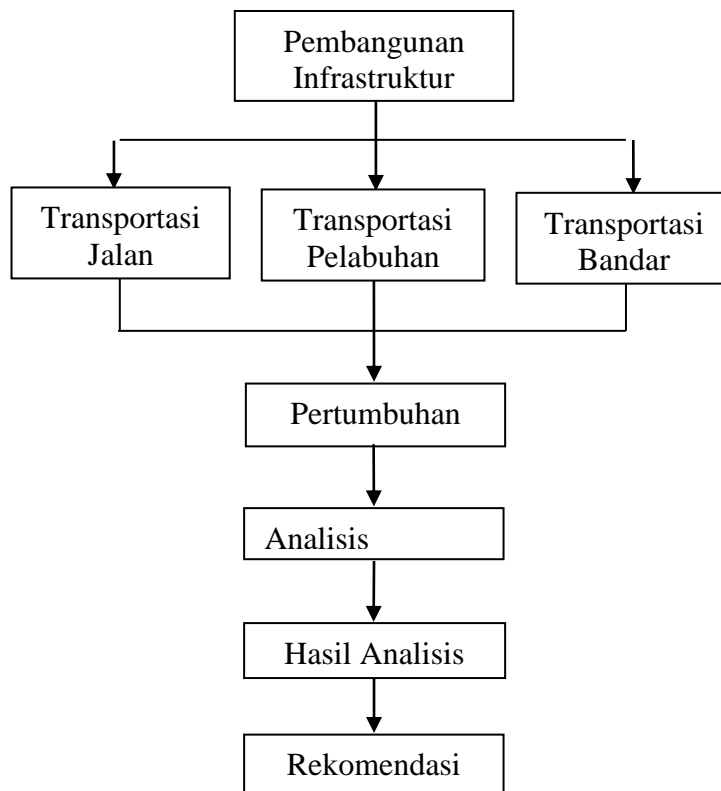 Pembangunan
Infrastruktur
Transportasi
Jalan
Transportasi
Pelabuhan
Transportasi
Bandar
Pertumbuhan
Analisis
Hasil Analisis
Rekomendasi